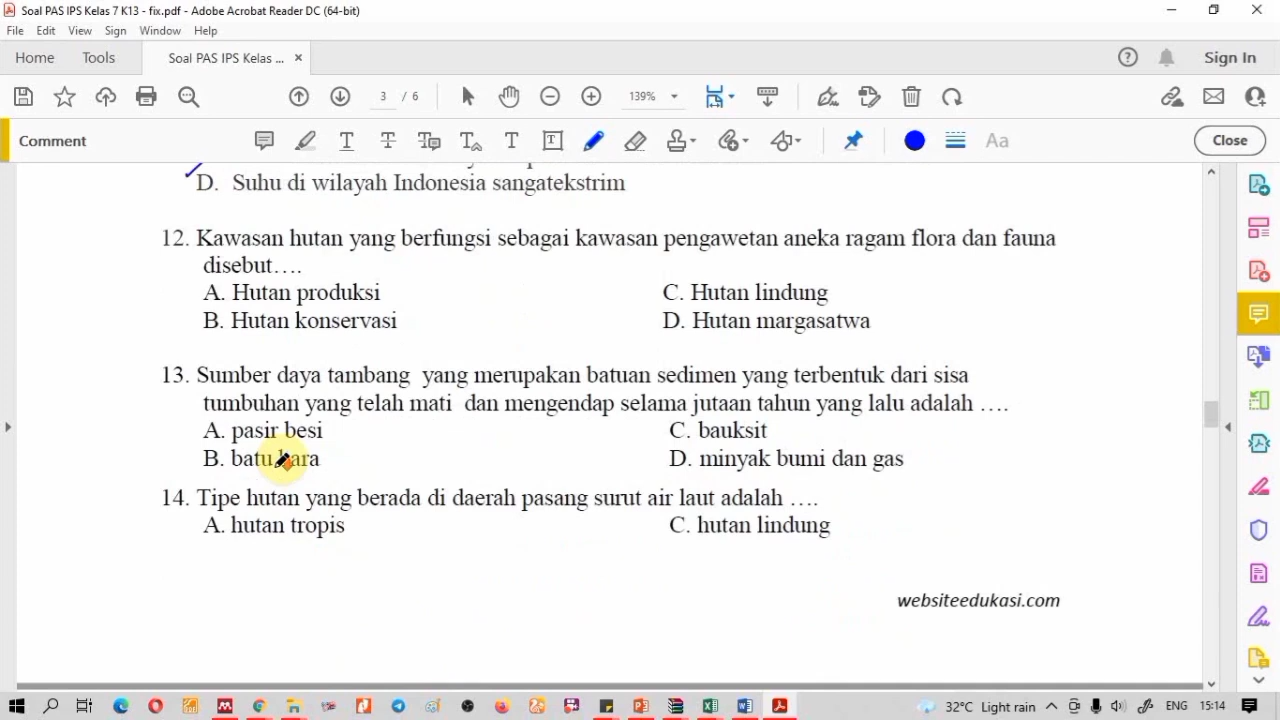 Soal PAS IPS Kelas 7 K13 - fix.pdf - Adobe Acrobat Reader DC (64-bit)
File Edit View Sign Window Help
Home Tools Soal PAS IPS Kelas ... × Sign In
3 / 6 139%
Comment Aa Close
D. Suhu di wilayah Indonesia sangatekstrim
12. Kawasan hutan yang berfungsi sebagai kawasan pengawetan aneka ragam flora dan fauna
disebut….
A. Hutan produksi C. Hutan lindung
B. Hutan konservasi D. Hutan margasatwa
13. Sumber daya tambang yang merupakan batuan sedimen yang terbentuk dari sisa
tumbuhan yang telah mati dan mengendap selama jutaan tahun yang lalu adalah ….
A. pasir besi C. bauksit
B. batu bara D. minyak bumi dan gas
14. Tipe hutan yang berada di daerah pasang surut air laut adalah ….
A. hutan tropis C. hutan lindung
websiteedukasi.com
32°C Light rain ENG 15:14